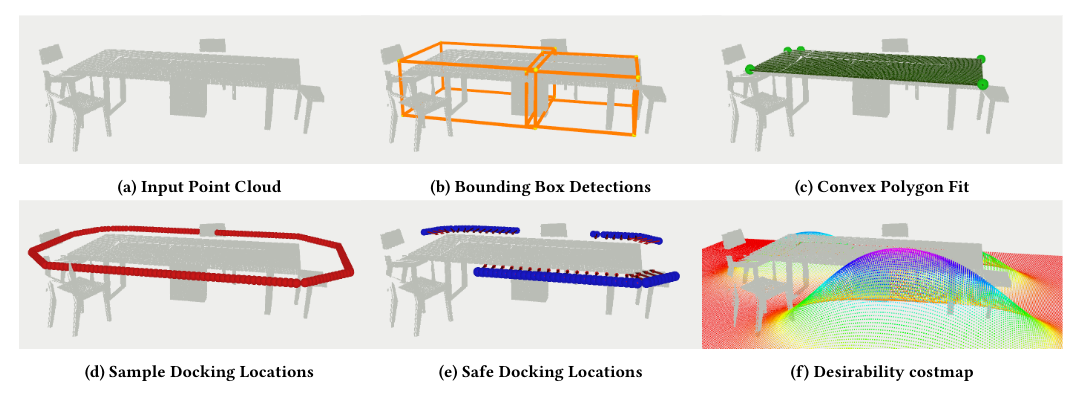 (a) Input Point Cloud
(b) Bounding Box Detections
(c) Convex Polygon Fit
(d) Sample Docking Locations
(e) Safe Docking Locations
(f) Desirability costmap